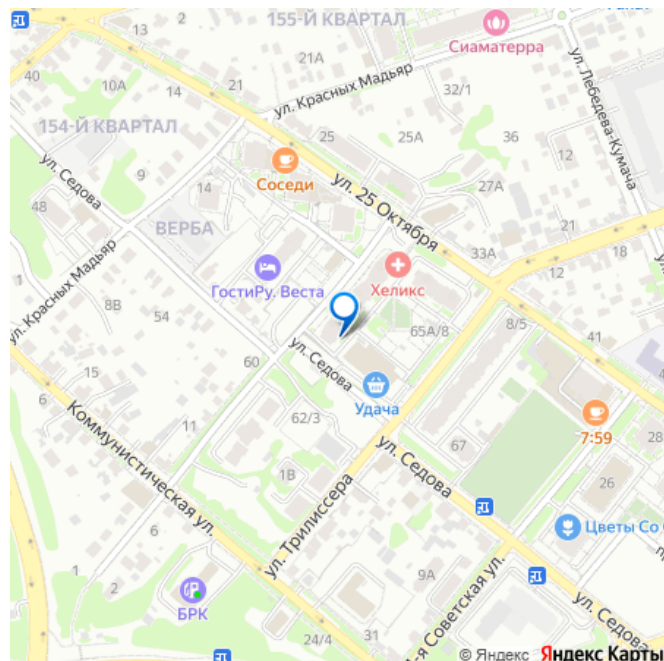 155-Й КВАРТАЛ
Сиаматерра
13
40
10А
14
21
21А
ул. Красных Мадьяр
32/1
ул. Лебедева-Кумача
154-Й КВАРТАЛ
25
25А
36
12
ул. Седова
9
14
Соседи
ул. 25 Октября
27А
48
ВЕРБА
21
33А
12
18
ул. Красных Мадьяр
ГостиРу. Веста
Хеликс
8В
54
65А/8
8/5
41
60
ул. Седова
15
6
Удача
62/3
7:59
28
Коммунистическая ул.
11
67
1В
ул. Седова
26
ул. Трилиссера
Цветы Со
6
1
2
9А
БРК
-я Советская ул.
ул. Седова
24/4
31
© Яндекс Яндекс Карты